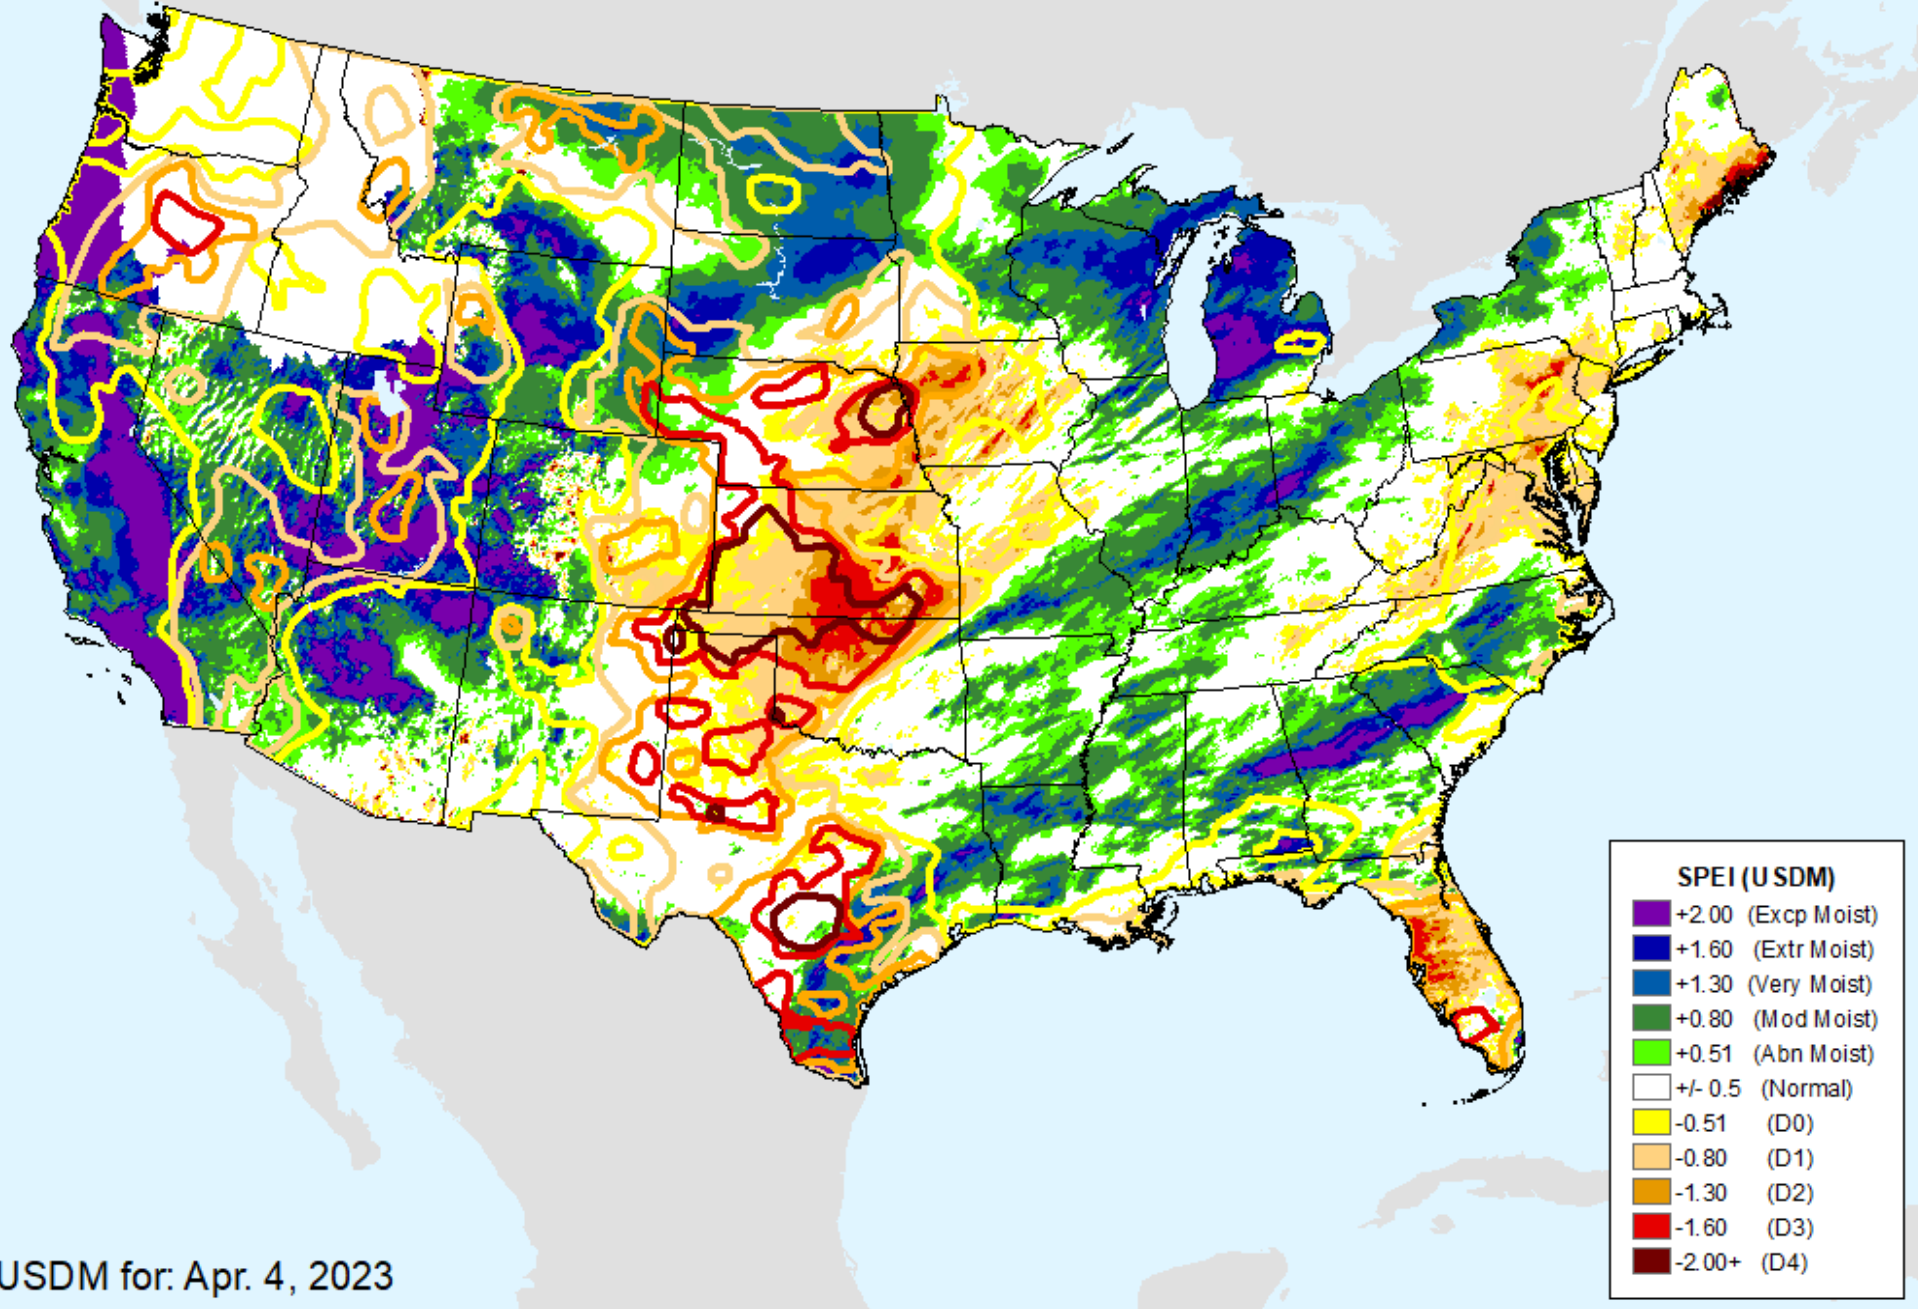 SPEI (USDM)
+2.00 (Excp Moist)
+1.60 (Extr Moist)
+1.30 (Very Moist)
+0.80 (Mod Moist)
+0.51 (Abn Moist)
+/- 0.5 (Normal)
-0.51 (D0)
-0.80 (D1)
-1.30 (D2)
-1.60 (D3)
-2.00+ (D4)
USDM for: Apr. 4, 2023